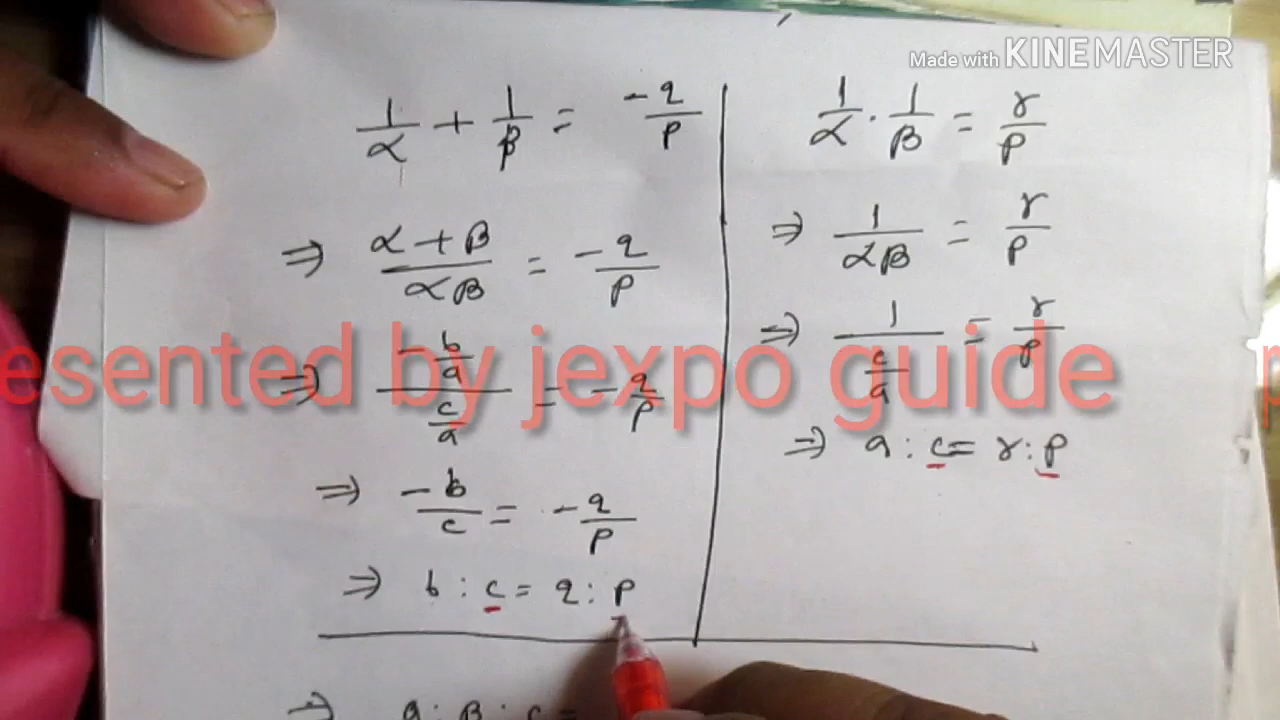 Made with KINEMASTER
1/α + 1/β = -q/p
⇒ α+β/αβ = -q/p
⇒ -b/a / c/a = -q/p
⇒ -b/c = -q/p
⇒ b : c = q : p
1/α · 1/β = r/p
⇒ 1/αβ = r/p
⇒ 1 / c/a = r/p
⇒ a : c = r : p
esented by jexpo guide p
⇒ a : B : c =